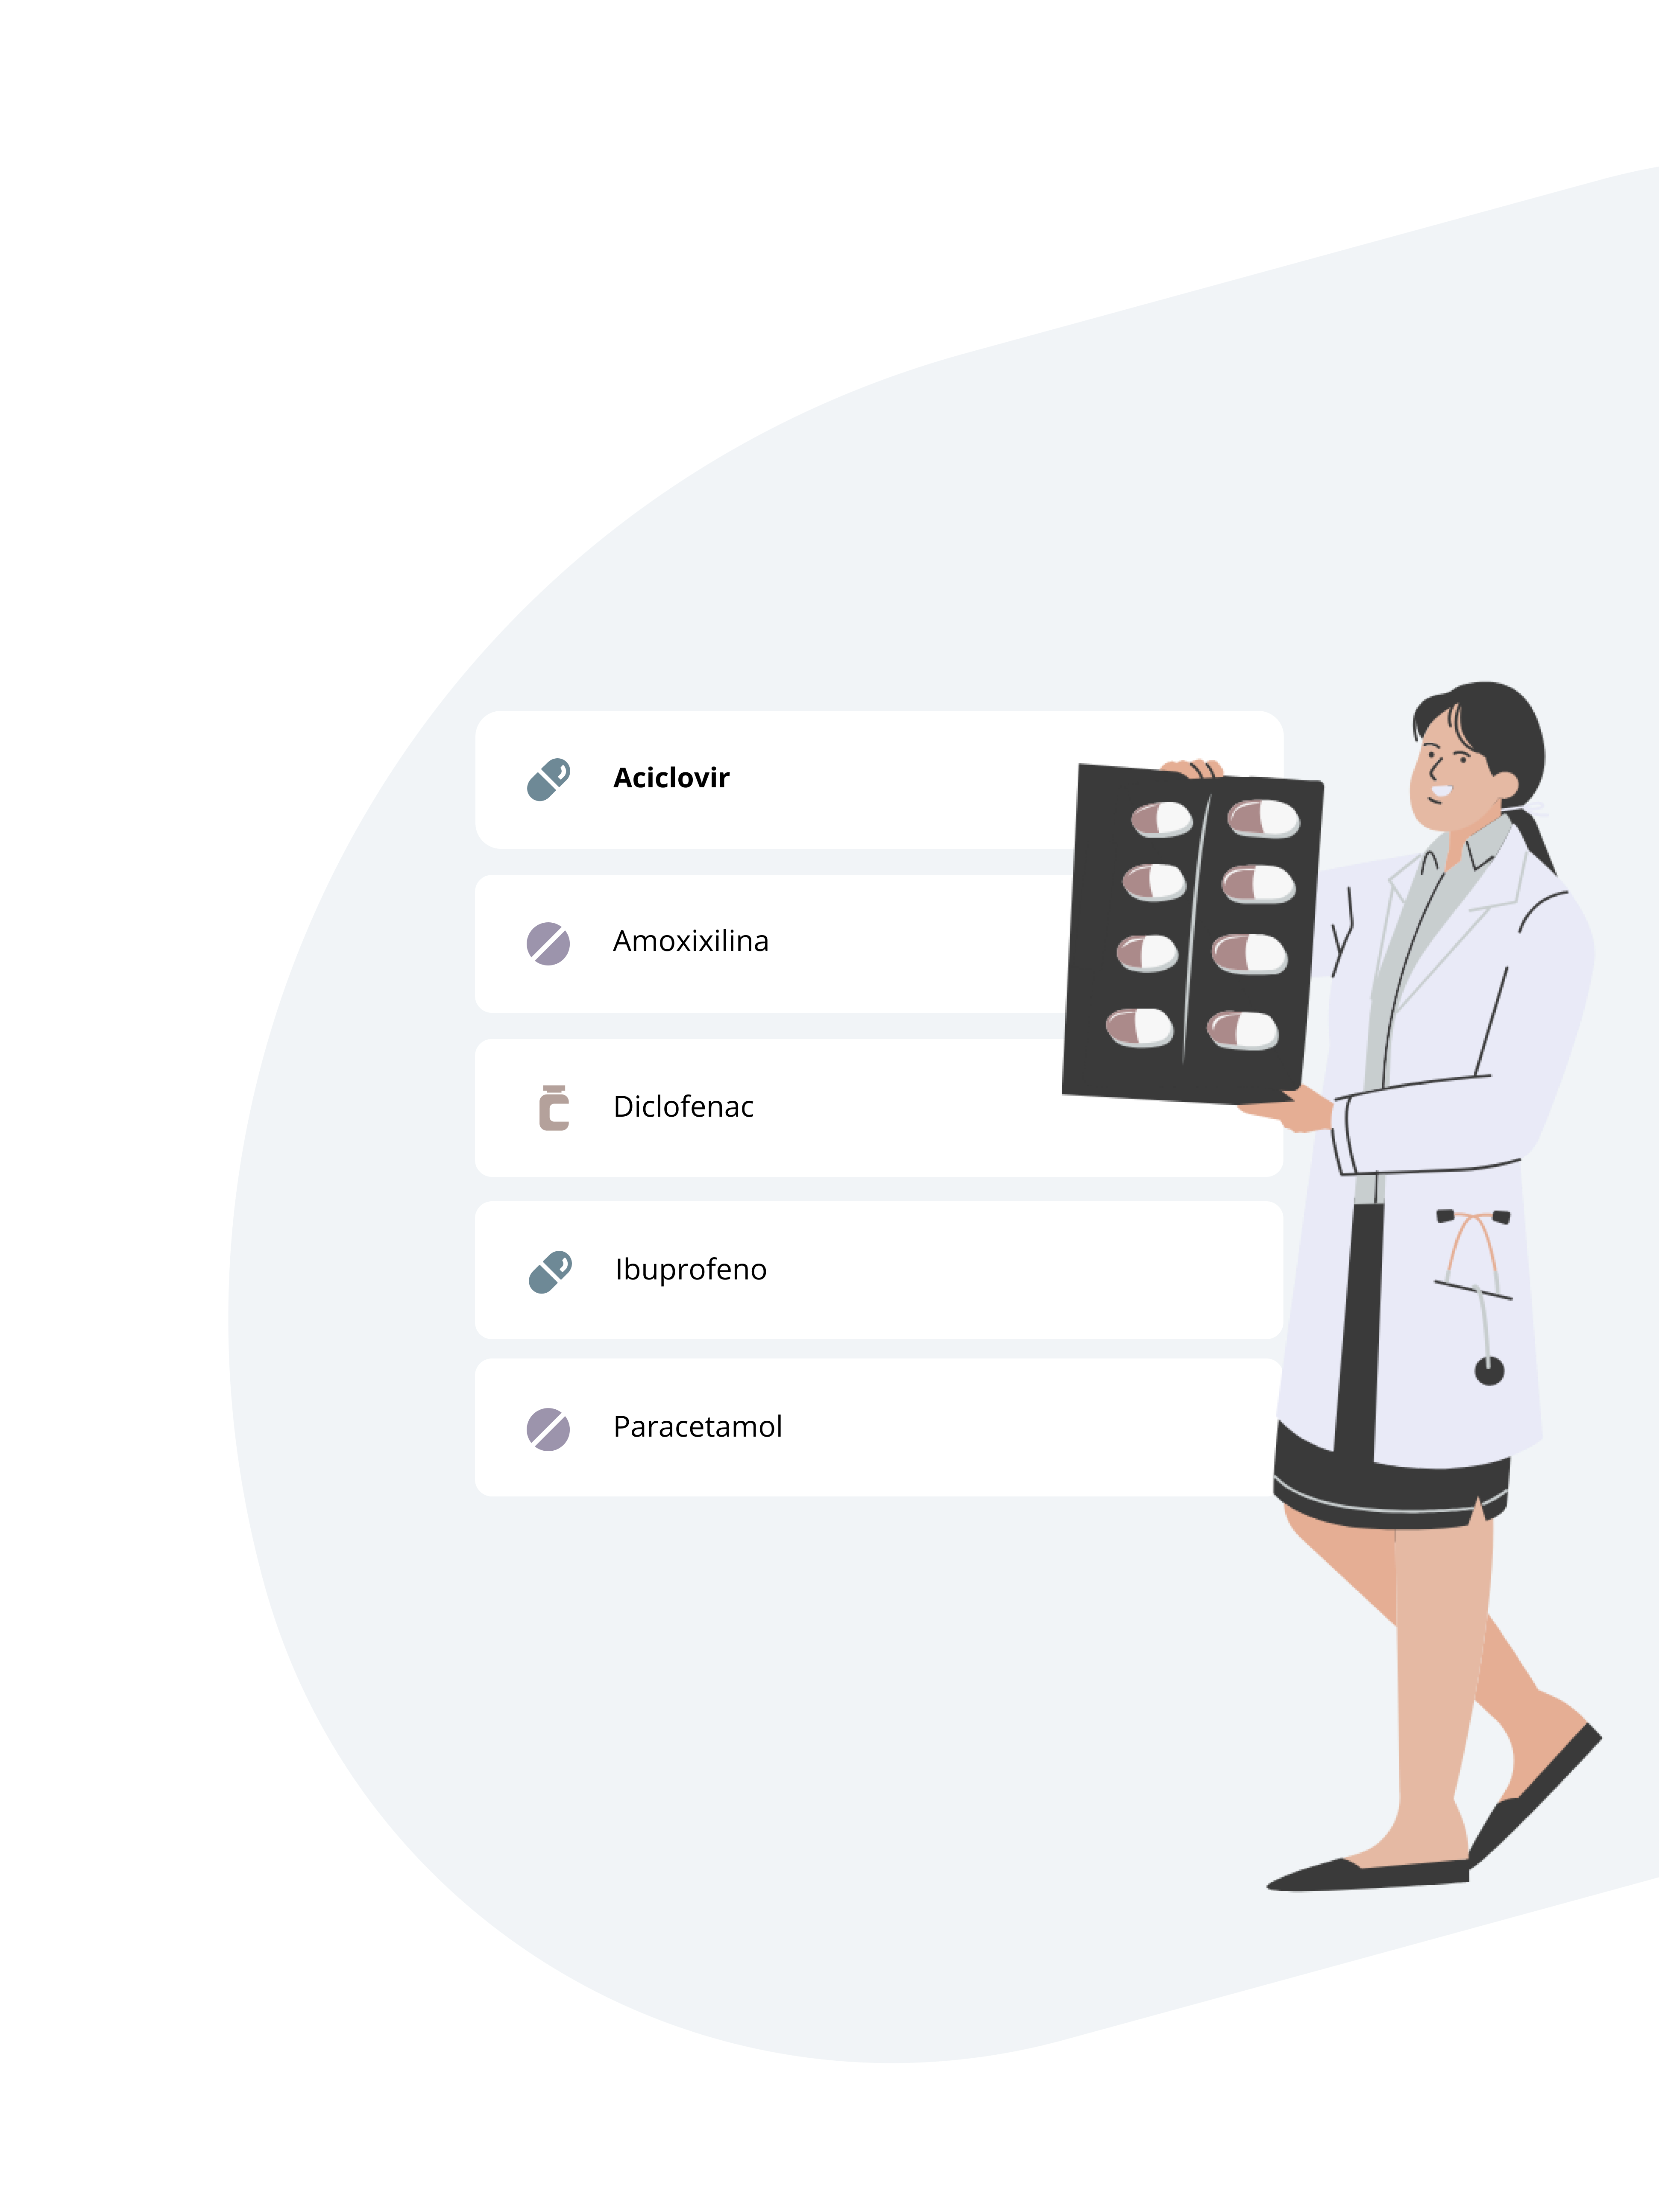 Aciclovir
Amoxixilina
Diclofenac
Ibuprofeno
Paracetamol